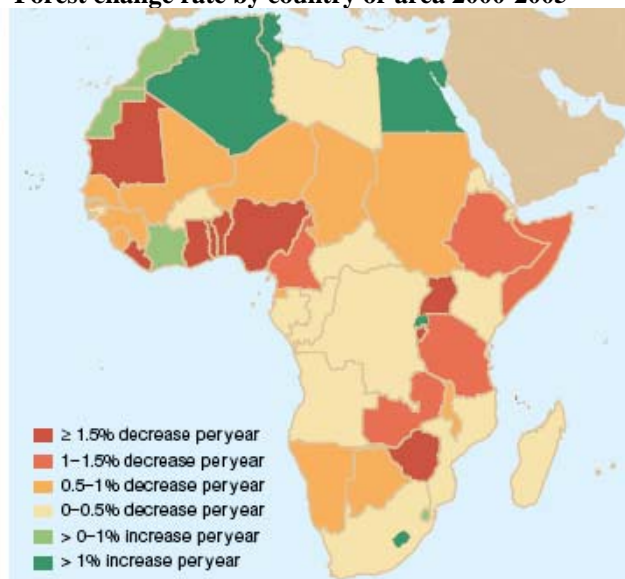 Forest change rate by country or area 2000-2005
≥ 1.5% decrease per year
1–1.5% decrease per year
0.5–1% decrease per year
0–0.5% decrease per year
> 0–1% increase per year
> 1% increase per year